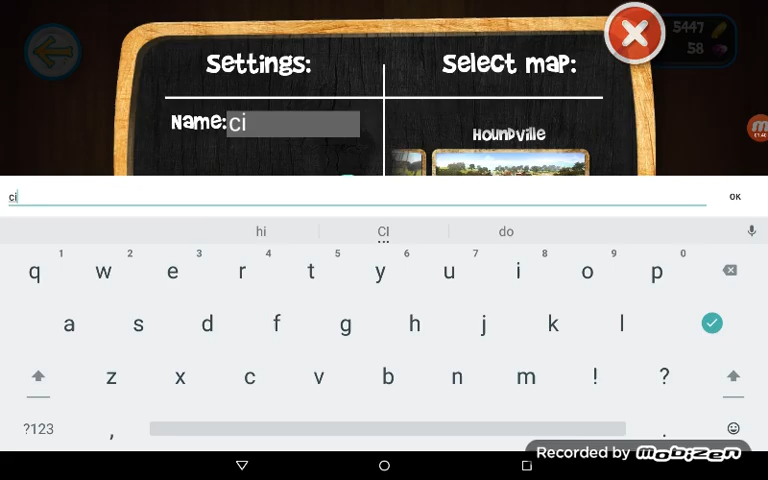 5447
58
Settings:
Select map:
Name:ci
Houndville
ci
OK
hi CI do
1 2 3 4 5 6 7 8 9 0
q w e r t y u i o p
a s d f g h j k l
z x c v b n m ! ?
?123 , .
Recorded by mobizen